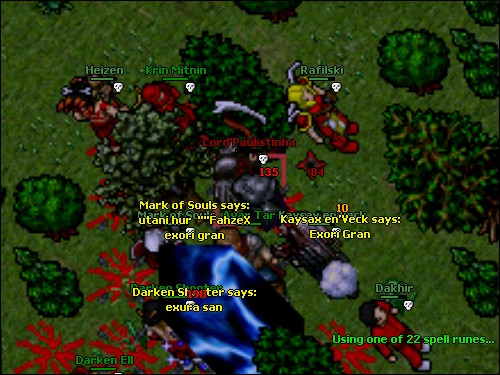 Heizen
Krin Mitnin
Rafilski
Lord Paulistinha
135
84
Mark of Souls says:
utani hur "'"FahzeX
exori gran
10
Kaysax en'Veck says:
Exori Gran
Darken Shooter says:
exura san
Dakhir
Using one of 22 spell runes...
Darken Ell